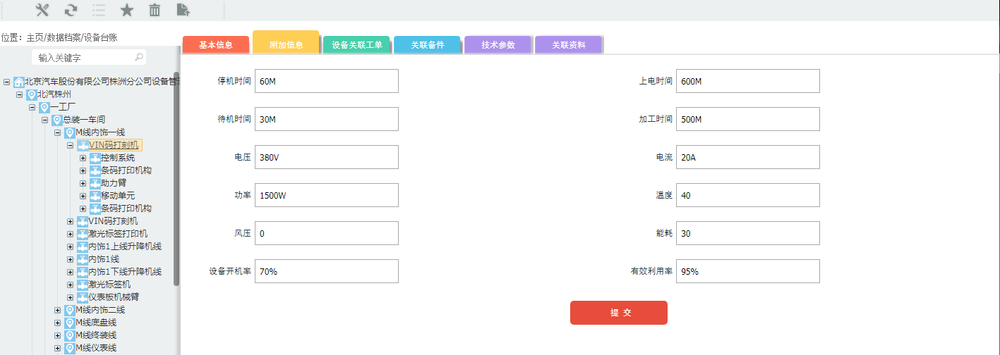 位置：主页/数据档案/设备台账
输入关键字
北京汽车股份有限公司株洲分公司设备管
北汽株州
一工厂
总装一车间
M线内饰一线
VIN码打刻机
控制系统
条码打印机构
助力臂
移动单元
条码打印机构
VIN码打刻机
激光标签打印机
内饰1上线升降机线
内饰1线
内饰1下线升降机线
激光标签机
仪表板机械臂
M线内饰二线
M线底盘线
M线终装线
M线仪表线
基本信息 附加信息 设备关联工单 关联备件 技术参数 关联资料
停机时间 60M 上电时间 600M
待机时间 30M 加工时间 500M
电压 380V 电流 20A
功率 1500W 温度 40
风压 0 能耗 30
设备开机率 70% 有效利用率 95%
提 交